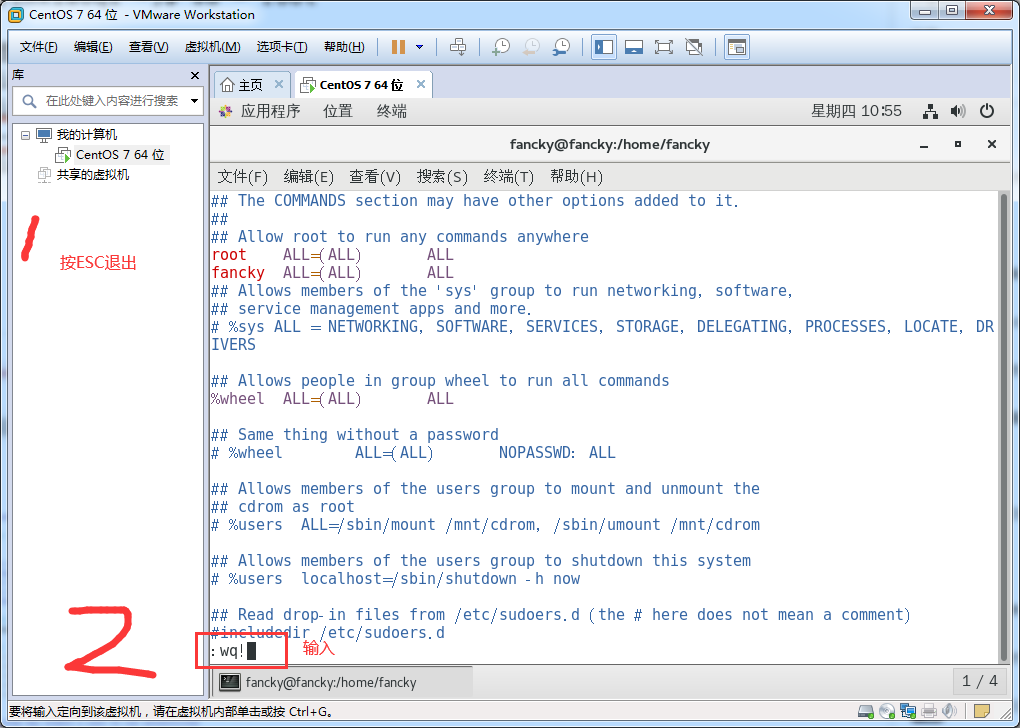 CentOS 7 64 位 - VMware Workstation
文件(F) 编辑(E) 查看(V) 虚拟机(M) 选项卡(T) 帮助(H)
库
在此处键入内容进行搜索
我的计算机
CentOS 7 64 位
共享的虚拟机
1
按ESC退出
2
主页 CentOS 7 64 位
应用程序 位置 终端 星期四 10:55
fancky@fancky:/home/fancky
文件(F) 编辑(E) 查看(V) 搜索(S) 终端(T) 帮助(H)
## The COMMANDS section may have other options added to it.
##
## Allow root to run any commands anywhere
root ALL=(ALL) ALL
fancky ALL=(ALL) ALL
## Allows members of the 'sys' group to run networking, software,
## service management apps and more.
# %sys ALL = NETWORKING, SOFTWARE, SERVICES, STORAGE, DELEGATING, PROCESSES, LOCATE, DR
IVERS
## Allows people in group wheel to run all commands
%wheel ALL=(ALL) ALL
## Same thing without a password
# %wheel ALL=(ALL) NOPASSWD: ALL
## Allows members of the users group to mount and unmount the
## cdrom as root
# %users ALL=/sbin/mount /mnt/cdrom, /sbin/umount /mnt/cdrom
## Allows members of the users group to shutdown this system
# %users localhost=/sbin/shutdown -h now
## Read drop-in files from /etc/sudoers.d (the # here does not mean a comment)
#includedir /etc/sudoers.d
:wq! 输入
fancky@fancky:/home/fancky 1 / 4
要将输入定向到该虚拟机，请在虚拟机内部单击或按 Ctrl+G。